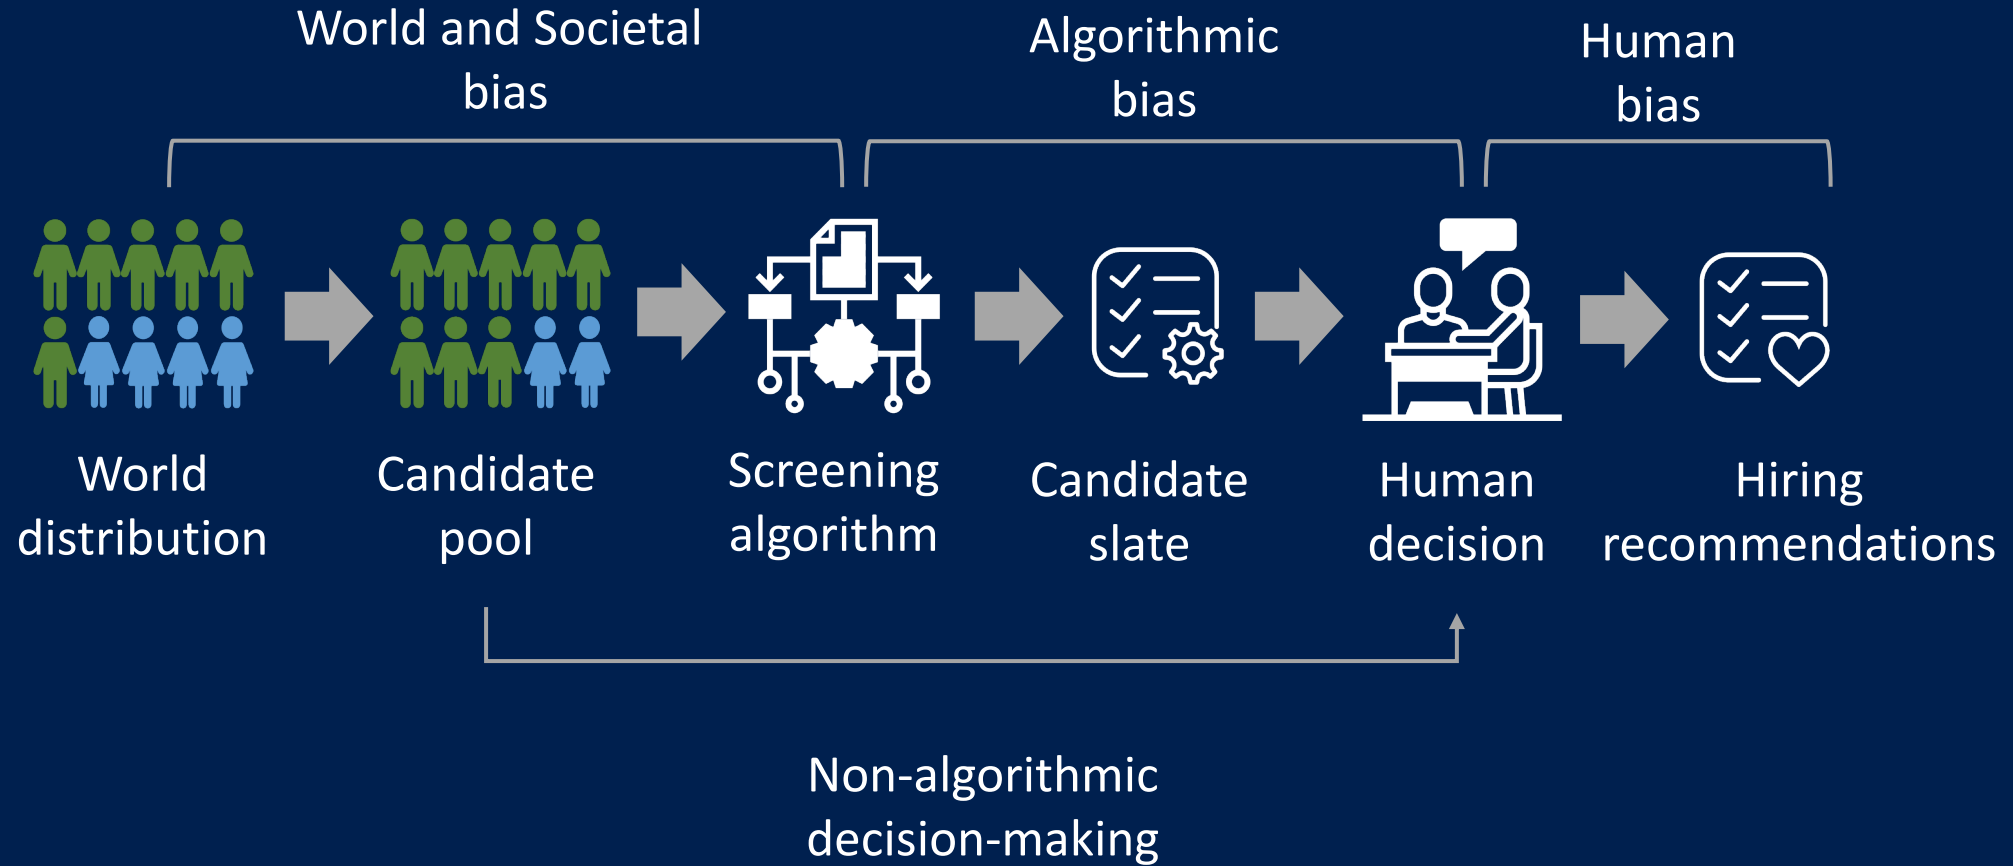 World and Societal
bias
Algorithmic
bias
Human
bias
World
distribution
Candidate
pool
Screening
algorithm
Candidate
slate
Human
decision
Hiring
recommendations
Non-algorithmic
decision-making